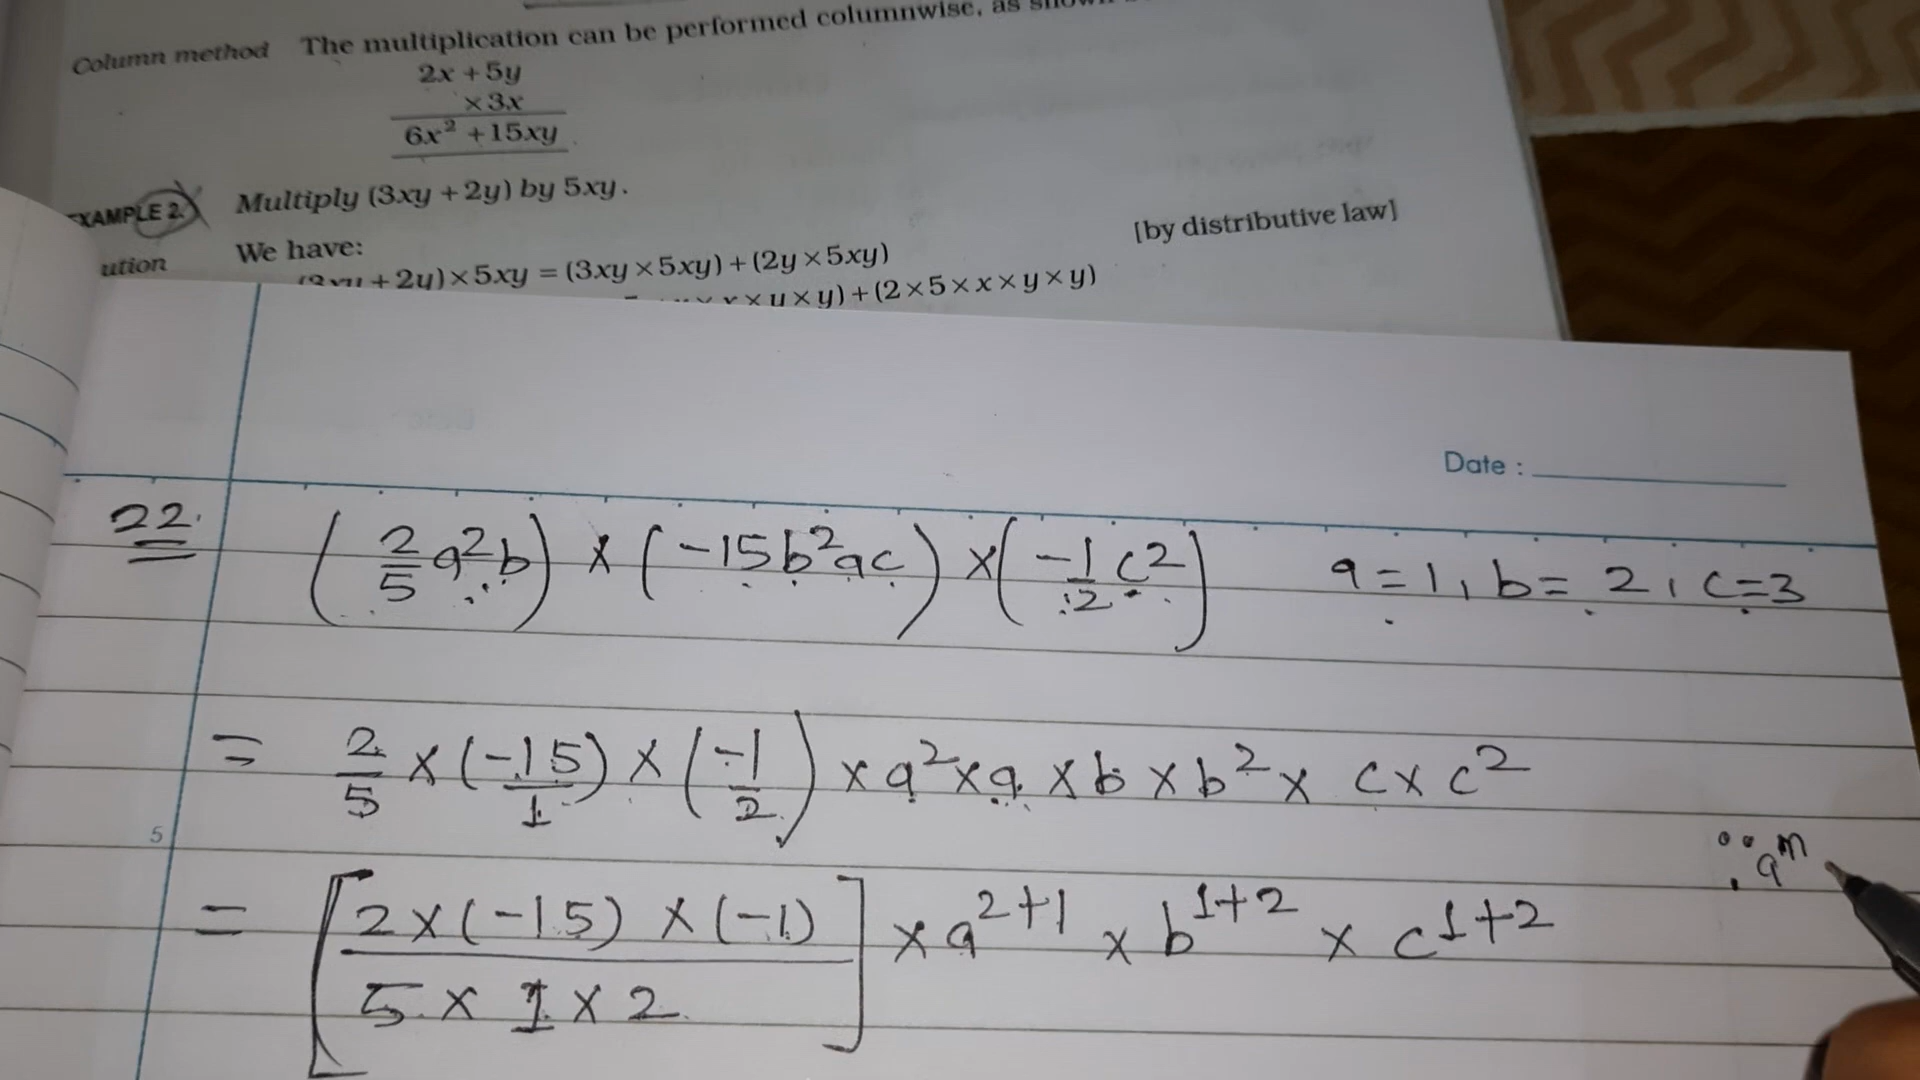 Column method The multiplication can be performed columnwise, as
2x + 5y
×3x
6x² +15xy
XAMPLE 2. Multiply (3xy + 2y) by 5xy.
ution We have:
+ 2y) × 5xy = (3xy × 5xy) + (2y × 5xy) [by distributive law]
× y × y) + (2 × 5 × x × y × y)
Date :
22. (2/5 a²b) × (-15b²ac) × (-1/2 c²) a = 1, b = 2, c = 3
= 2/5 × (-15)/1 × (-1/2) × a² × a × b × b² × c × c²
5
∵ aᵐ
= [2 × (-15) × (-1) / 5 × 1 × 2] × a²⁺¹ × b¹⁺² × c¹⁺²